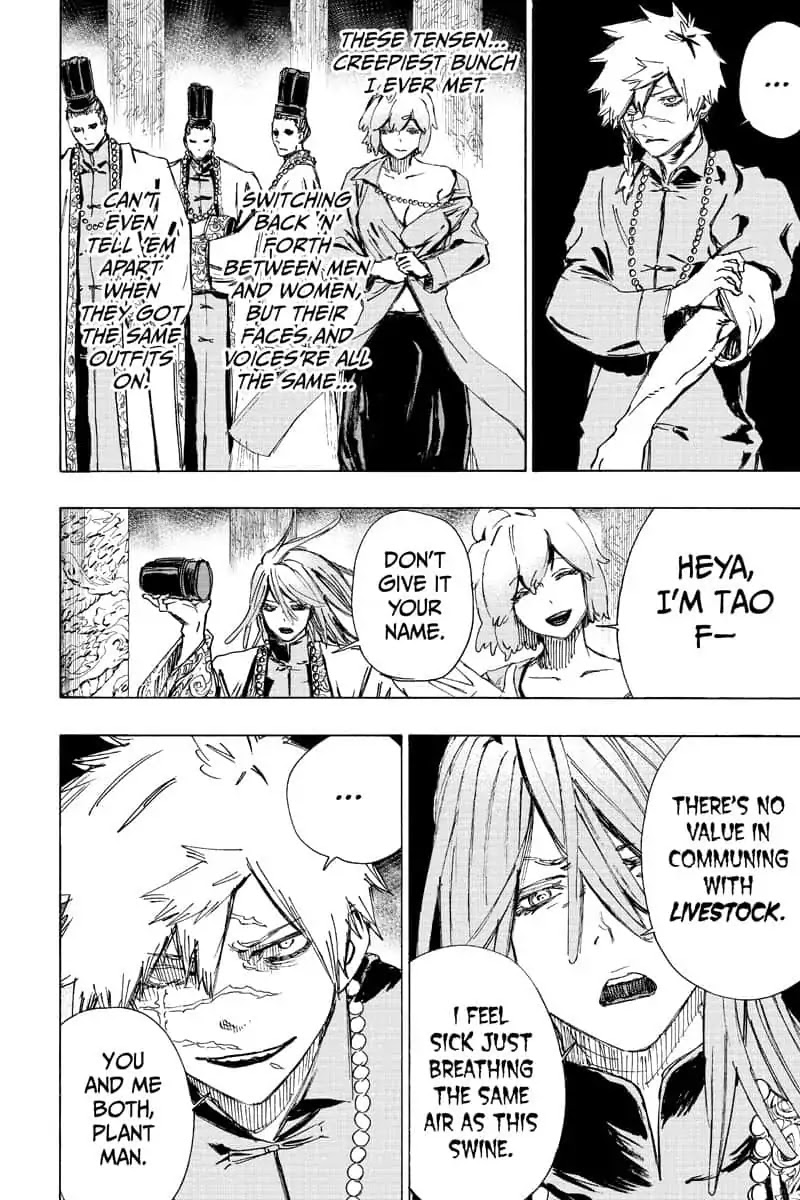 ...
THESE TENSEN...
CREEPIEST BUNCH
I EVER MET.
SWITCHING
BACK 'N'
FORTH
BETWEEN MEN
AND WOMEN,
BUT THEIR
FACES AND
VOICES'RE ALL
THE SAME...
CAN'T
EVEN
TELL 'EM
APART
WHEN
THEY GOT
THE SAME
OUTFITS
ON!
HEYA,
I'M TAO
F—
DON'T
GIVE IT
YOUR
NAME.
THERE'S NO
VALUE IN
COMMUNING
WITH
LIVESTOCK.
I FEEL
SICK JUST
BREATHING
THE SAME
AIR AS THIS
SWINE.
...
YOU
AND ME
BOTH,
PLANT
MAN.